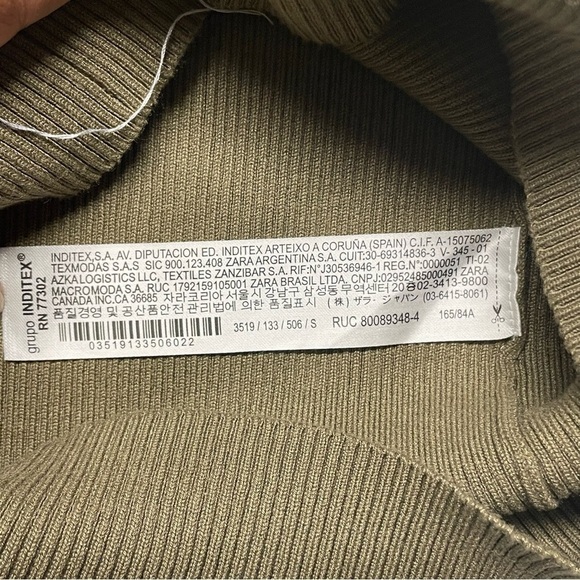 grupo INDITEX®
RN 77302
INDITEX,S.A. AV. DIPUTACION ED. INDITEX ARTEIXO A CORUÑA (SPAIN) C.I.F. A-15075062
TEXMODAS S.A.S SIC 900.123.408 ZARA ARGENTINA S.A. CUIT:30-69314836-3 V- 345 - 01
AZKALOGISTICS LLC, TEXTILES ZANZIBAR S.A. RIF:N°J30536946-1 REG,N°:0000051 TI-02
MACROMODA S.A. RUC 1792159105001 ZARA BRASIL LTDA, CNPJ:02952485000491 ZARA
CANADA INC.CA 36685 자라코리아 서울시 강남구 삼성동 무역센터 20층 02-3413-9800
품질경영 및 공산품안전관리법에 의한 품질표시 (株) ザラ・ジャパン (03-6415-8061)
3519 / 133 / 506 / S RUC 80089348-4 165/84A
03519133506022